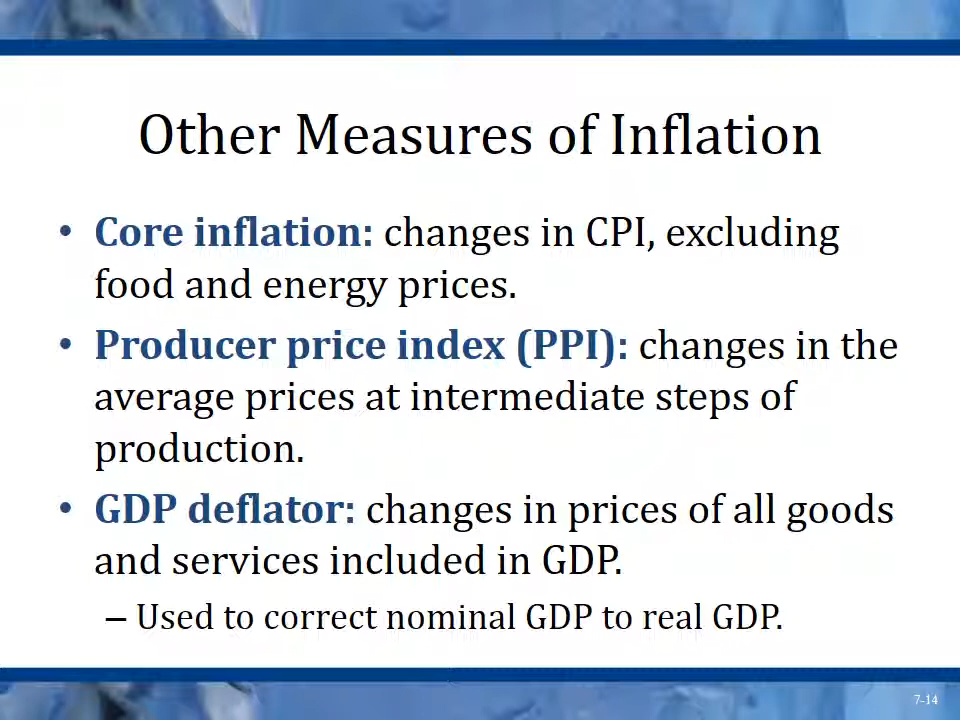 Other Measures of Inflation
• Core inflation: changes in CPI, excluding
food and energy prices.
• Producer price index (PPI): changes in the
average prices at intermediate steps of
production.
• GDP deflator: changes in prices of all goods
and services included in GDP.
– Used to correct nominal GDP to real GDP.
7-14